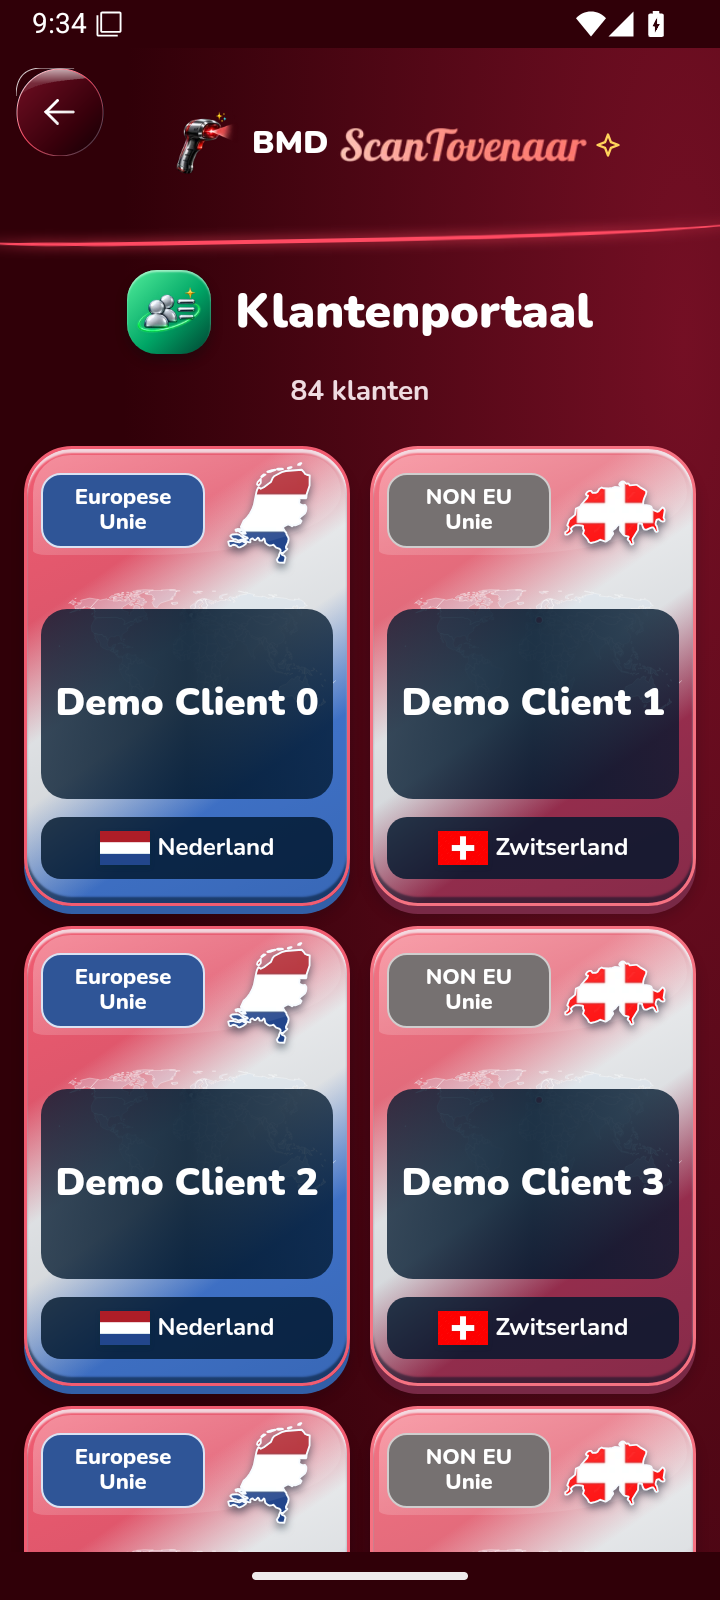 9:34
BMD ScanTovenaar
Klantenportaal
84 klanten
Europese
Unie
Demo Client 0
Nederland
NON EU
Unie
Demo Client 1
Zwitserland
Europese
Unie
Demo Client 2
Nederland
NON EU
Unie
Demo Client 3
Zwitserland
Europese
Unie
NON EU
Unie